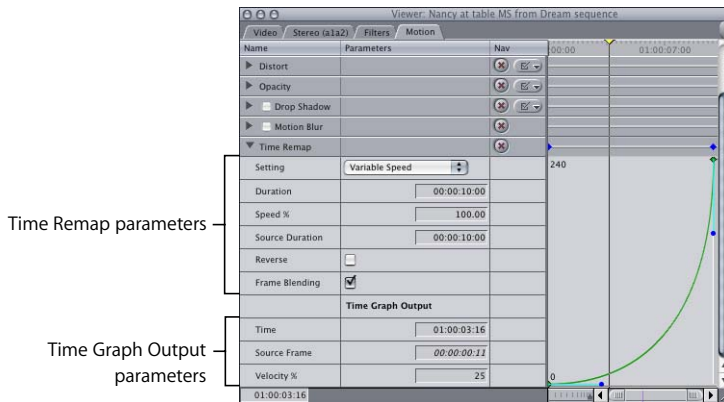 Viewer: Nancy at table MS from Dream sequence
Video Stereo (a1a2) Filters Motion
Name Parameters Nav
:00:00 01:00:07:00
Distort
Opacity
Drop Shadow
Motion Blur
Time Remap
Setting Variable Speed
240
Duration 00:00:10:00
Speed % 100.00
Source Duration 00:00:10:00
Reverse
Frame Blending
Time Graph Output
Time 01:00:03:16
Source Frame 00:00:00:11
Velocity % 25
0
01:00:03:16
Time Remap parameters
Time Graph Output
parameters